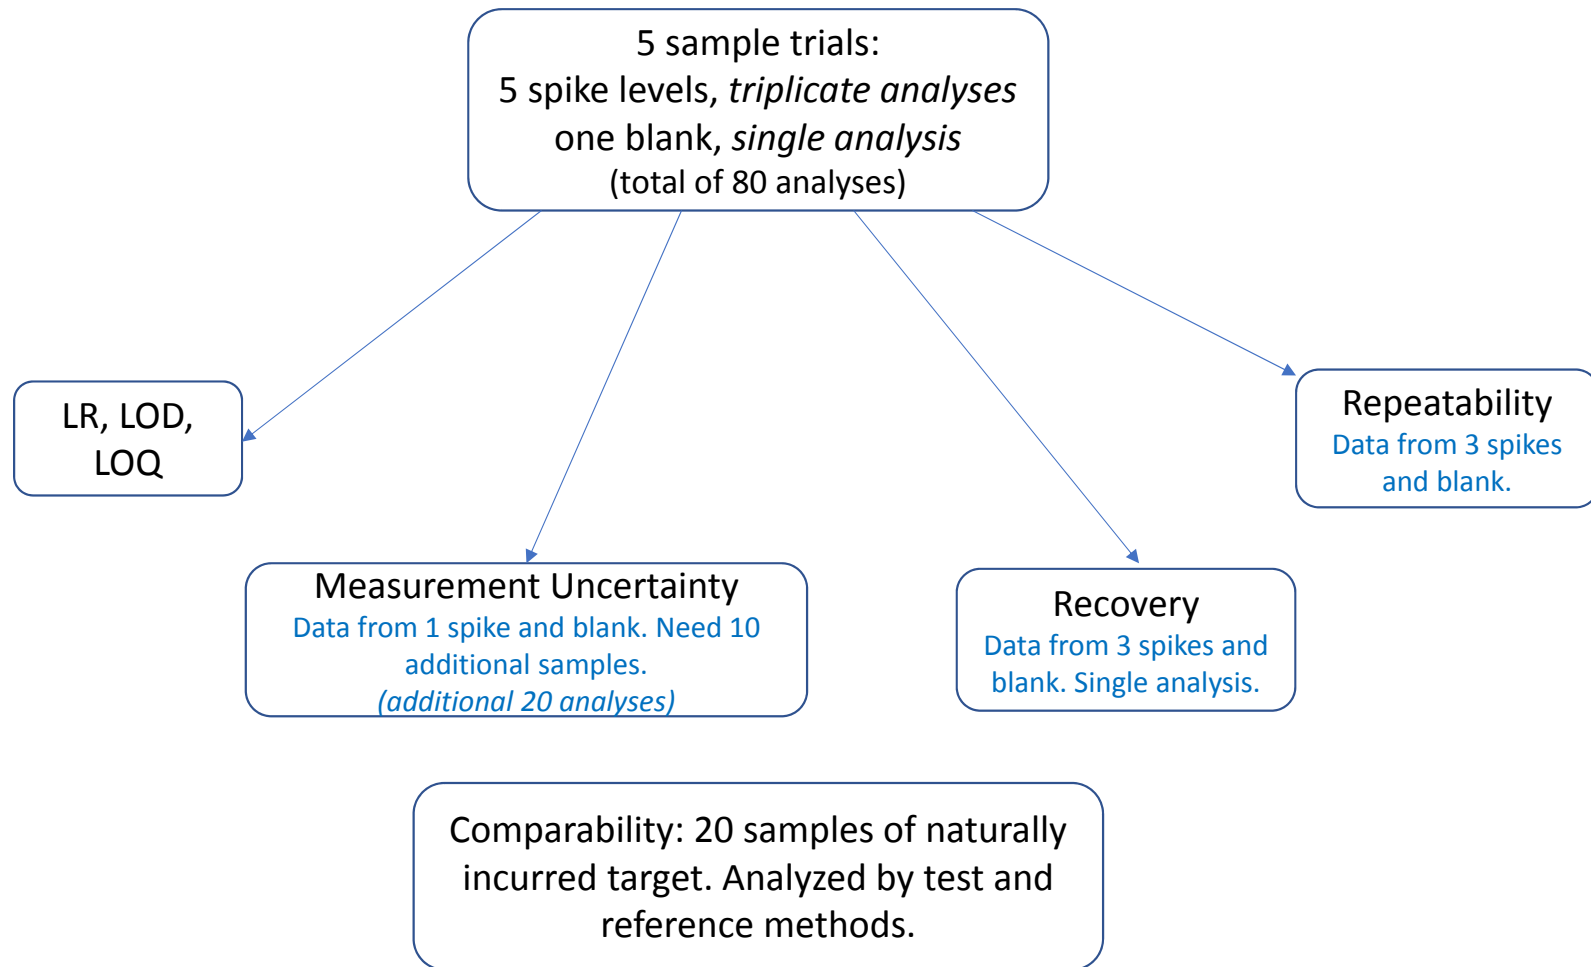 5 sample trials:
5 spike levels, triplicate analyses
one blank, single analysis
(total of 80 analyses)
LR, LOD,
LOQ
Repeatability
Data from 3 spikes
and blank.
Measurement Uncertainty
Data from 1 spike and blank. Need 10
additional samples.
(additional 20 analyses)
Recovery
Data from 3 spikes and
blank. Single analysis.
Comparability: 20 samples of naturally
incurred target. Analyzed by test and
reference methods.